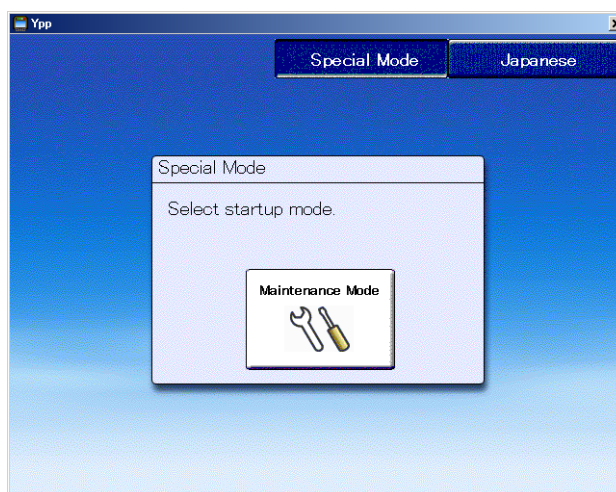 Ypp
Special Mode
Japanese
Special Mode
Select startup mode.
Maintenance Mode